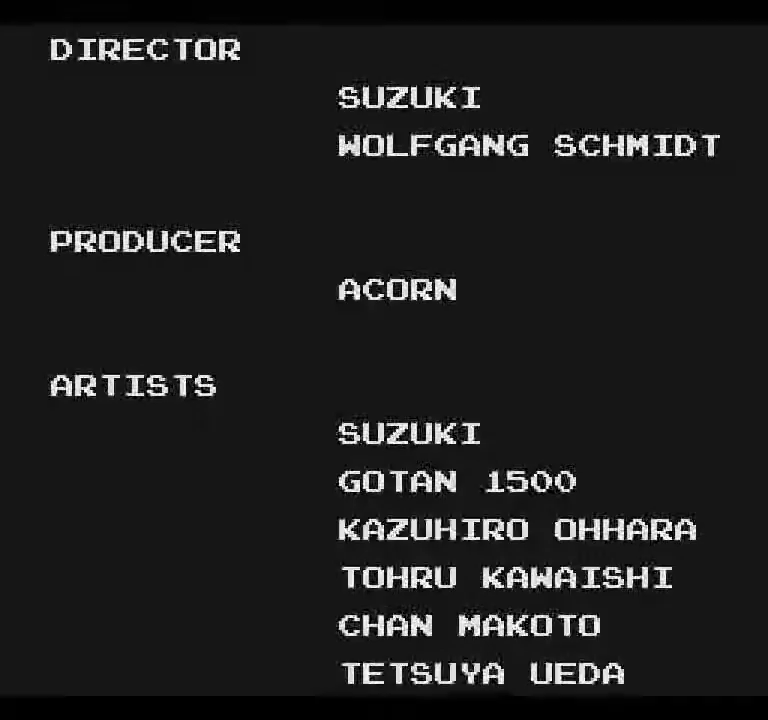 DIRECTOR
SUZUKI
WOLFGANG SCHMIDT
PRODUCER
ACORN
ARTISTS
SUZUKI
GOTAN 1500
KAZUHIRO OHHARA
TOHRU KAWAISHI
CHAN MAKOTO
TETSUYA UEDA